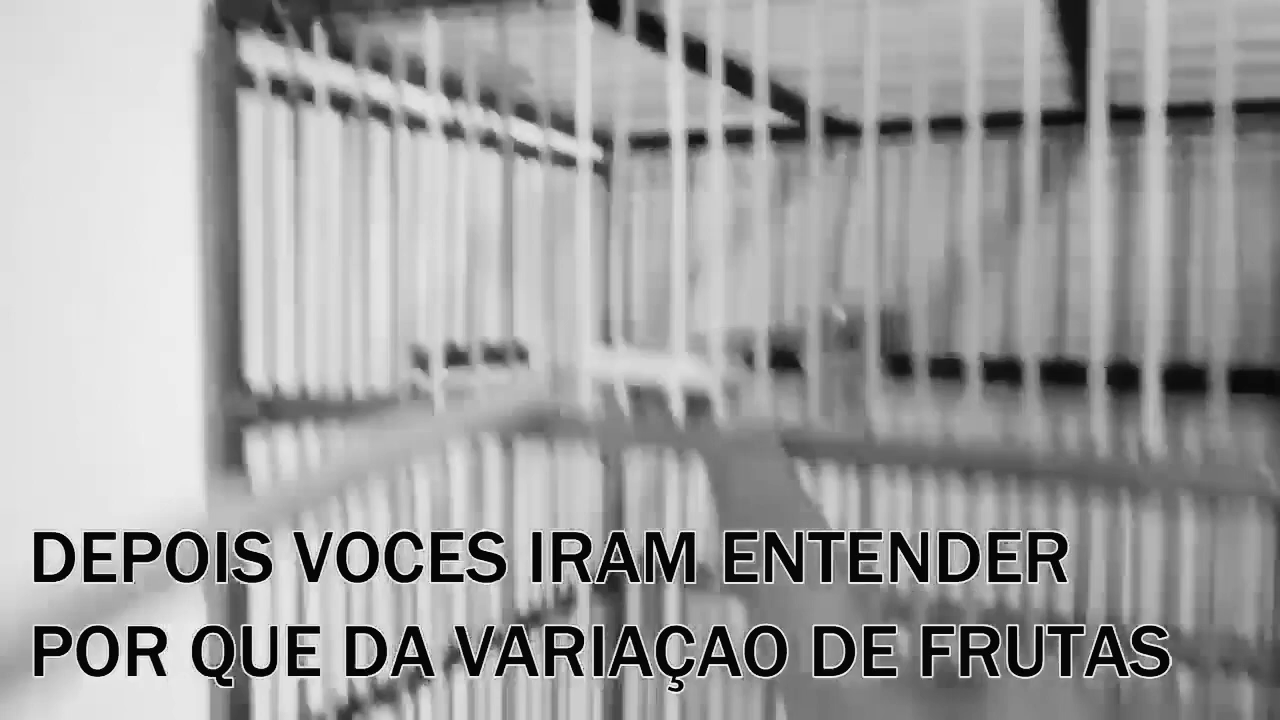 DEPOIS VOCES IRAM ENTENDER
POR QUE DA VARIAÇAO DE FRUTAS